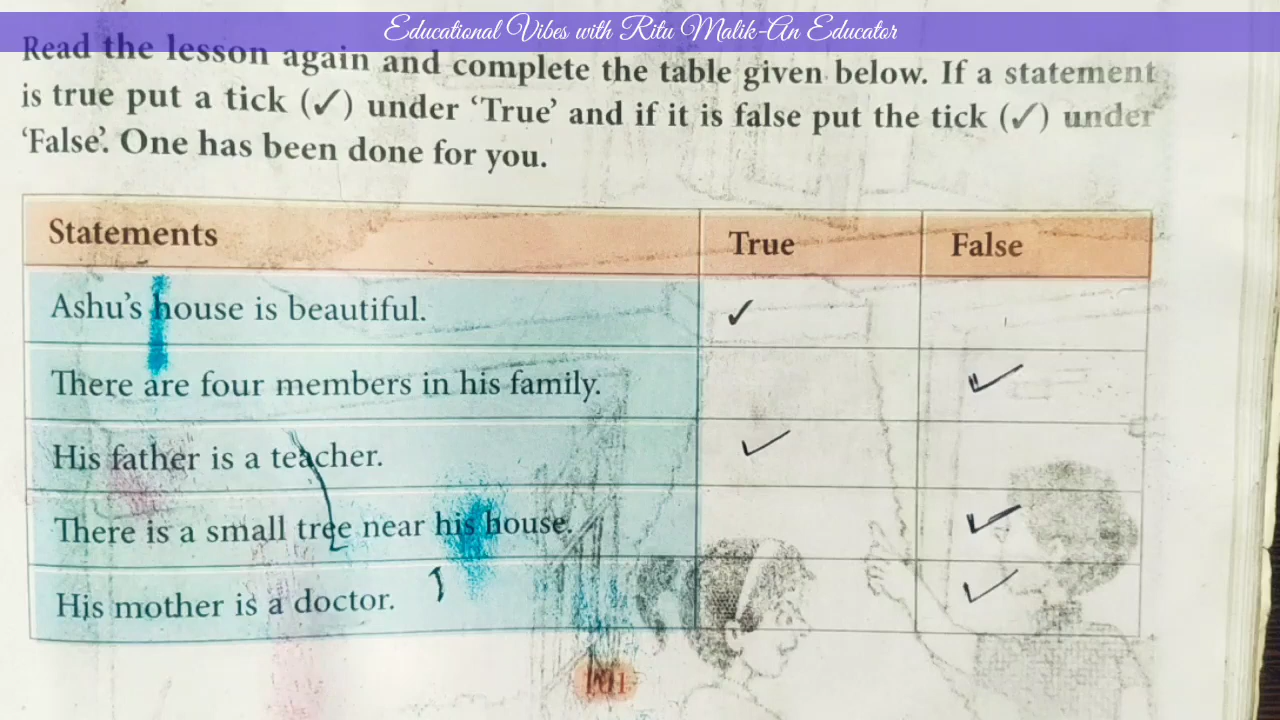 Educational Vibes with Ritu Malik-An Educator
Read the lesson again and complete the table given below. If a statement
is true put a tick (✓) under ‘True’ and if it is false put the tick (✓) under
‘False’. One has been done for you.
Statements True False
Ashu’s house is beautiful. ✓
There are four members in his family. ✓
His father is a teacher. ✓
There is a small tree near his house. ✓
His mother is a doctor. ✓
101